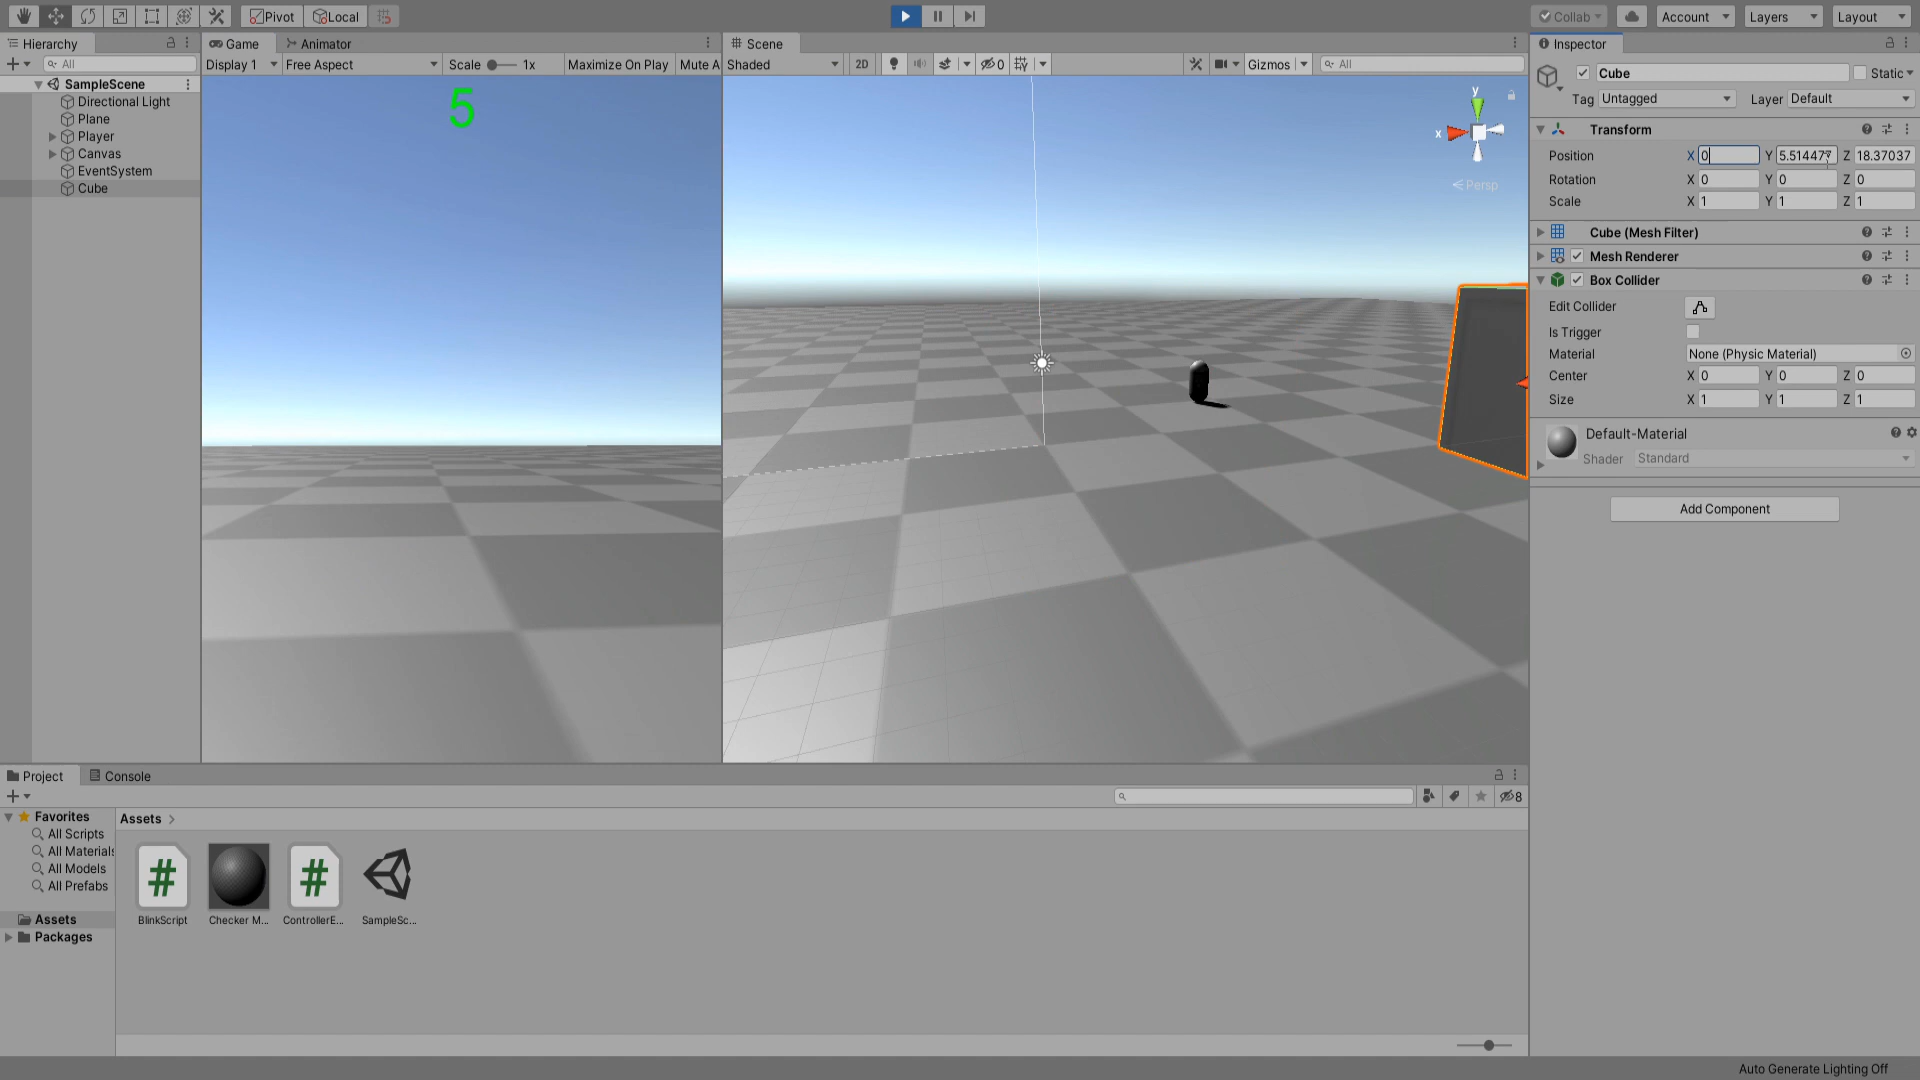 Pivot Local Collab Account Layers Layout
Hierarchy
All
SampleScene
Directional Light
Plane
Player
Canvas
EventSystem
Cube
Game Animator
Display 1 Free Aspect Scale 1x Maximize On Play Mute A
5
Scene
Shaded 2D 0 Gizmos All
y
x
Persp
Inspector
Cube Static
Tag Untagged Layer Default
Transform
Position X 0 Y 5.514477 Z 18.37037
Rotation X 0 Y 0 Z 0
Scale X 1 Y 1 Z 1
Cube (Mesh Filter)
Mesh Renderer
Box Collider
Edit Collider
Is Trigger
Material None (Physic Material)
Center X 0 Y 0 Z 0
Size X 1 Y 1 Z 1
Default-Material
Shader Standard
Add Component
Project Console
8
Favorites
All Scripts
All Materials
All Models
All Prefabs
Assets
Packages
Assets
BlinkScript Checker M... ControllerE... SampleSc...
Auto Generate Lighting Off